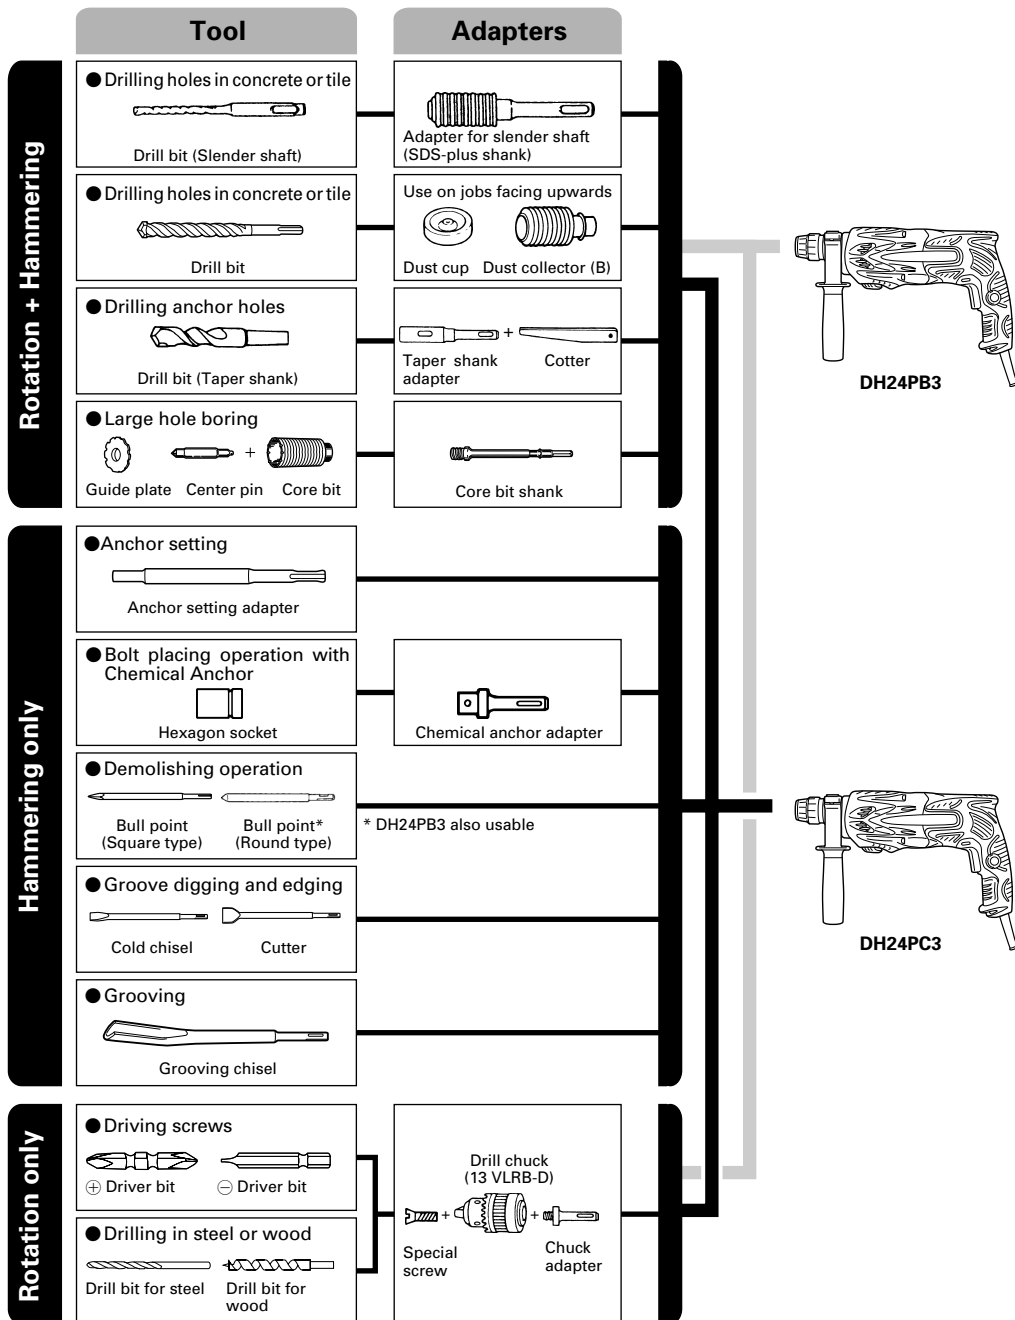 Tool
Adapters
Rotation + Hammering
● Drilling holes in concrete or tile
Drill bit (Slender shaft)
Adapter for slender shaft
(SDS-plus shank)
● Drilling holes in concrete or tile
Drill bit
Use on jobs facing upwards
Dust cup Dust collector (B)
● Drilling anchor holes
Drill bit (Taper shank)
+
Taper shank
adapter
Cotter
● Large hole boring
+
Guide plate Center pin Core bit
Core bit shank
Hammering only
●Anchor setting
Anchor setting adapter
● Bolt placing operation with
Chemical Anchor
Hexagon socket
Chemical anchor adapter
● Demolishing operation
Bull point
(Square type)
Bull point*
(Round type)
* DH24PB3 also usable
● Groove digging and edging
Cold chisel Cutter
● Grooving
Grooving chisel
Rotation only
● Driving screws
⊕ Driver bit ⊖ Driver bit
● Drilling in steel or wood
Drill bit for steel
Drill bit for
wood
Drill chuck
(13 VLRB-D)
+ +
Special
screw
Chuck
adapter
DH24PB3
DH24PC3